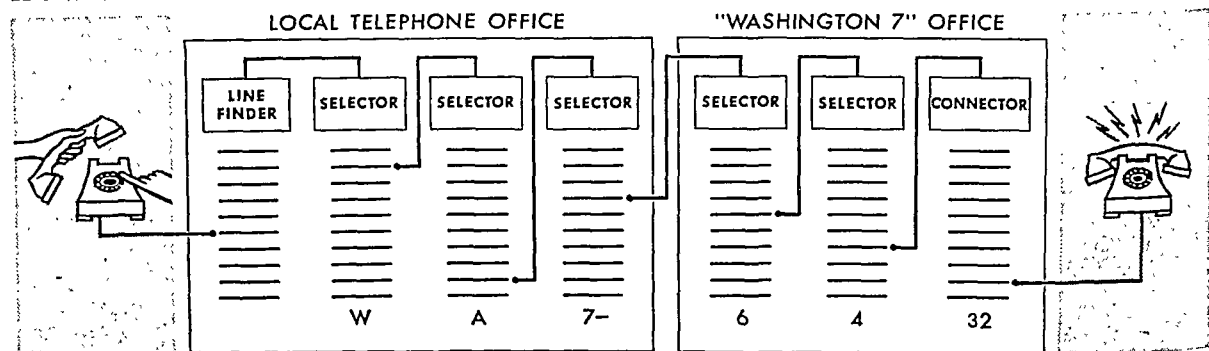 LOCAL TELEPHONE OFFICE
"WASHINGTON 7" OFFICE
LINE FINDER
SELECTOR
SELECTOR
SELECTOR
SELECTOR
SELECTOR
CONNECTOR
W
A
7–
6
4
32